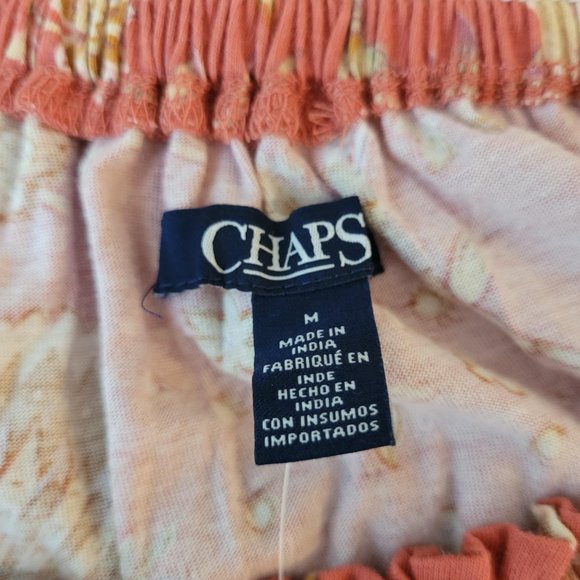 CHAPS
M
MADE IN
INDIA
FABRIQUÉ EN
INDE
HECHO EN
INDIA
CON INSUMOS
IMPORTADOS